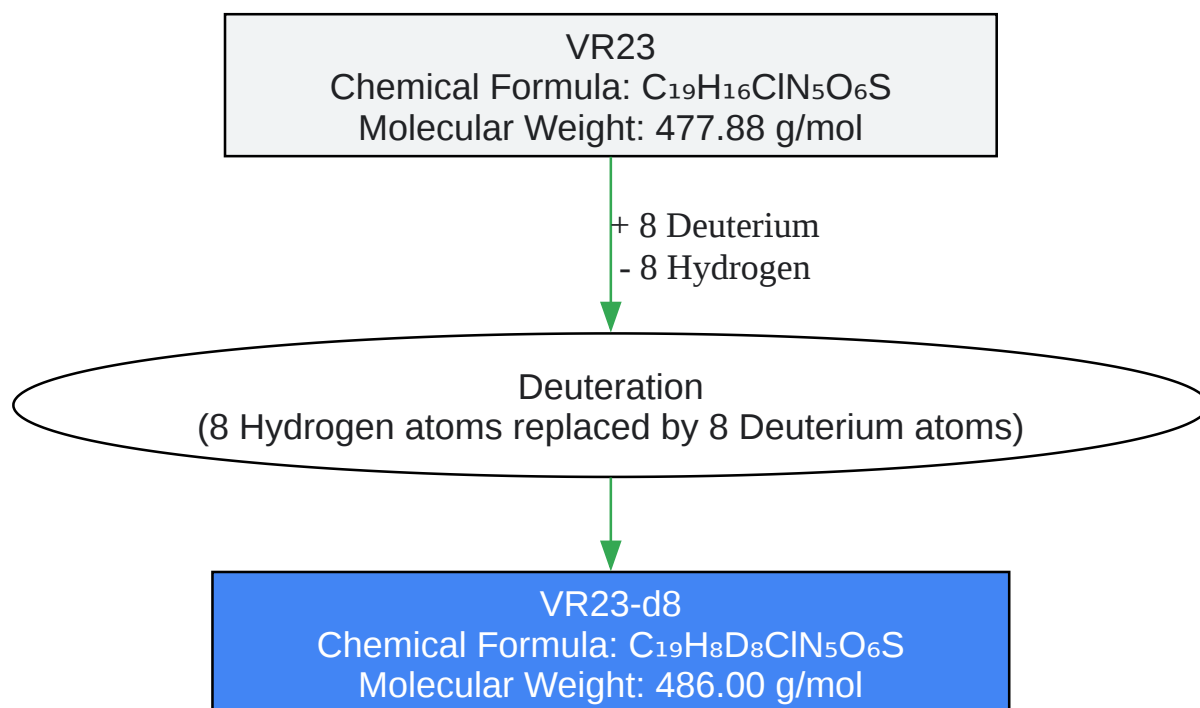 VR23
Chemical Formula: C₁₉H₁₆ClN₅O₆S
Molecular Weight: 477.88 g/mol
+ 8 Deuterium
- 8 Hydrogen
Deuteration
(8 Hydrogen atoms replaced by 8 Deuterium atoms)
VR23-d8
Chemical Formula: C₁₉H₈D₈ClN₅O₆S
Molecular Weight: 486.00 g/mol